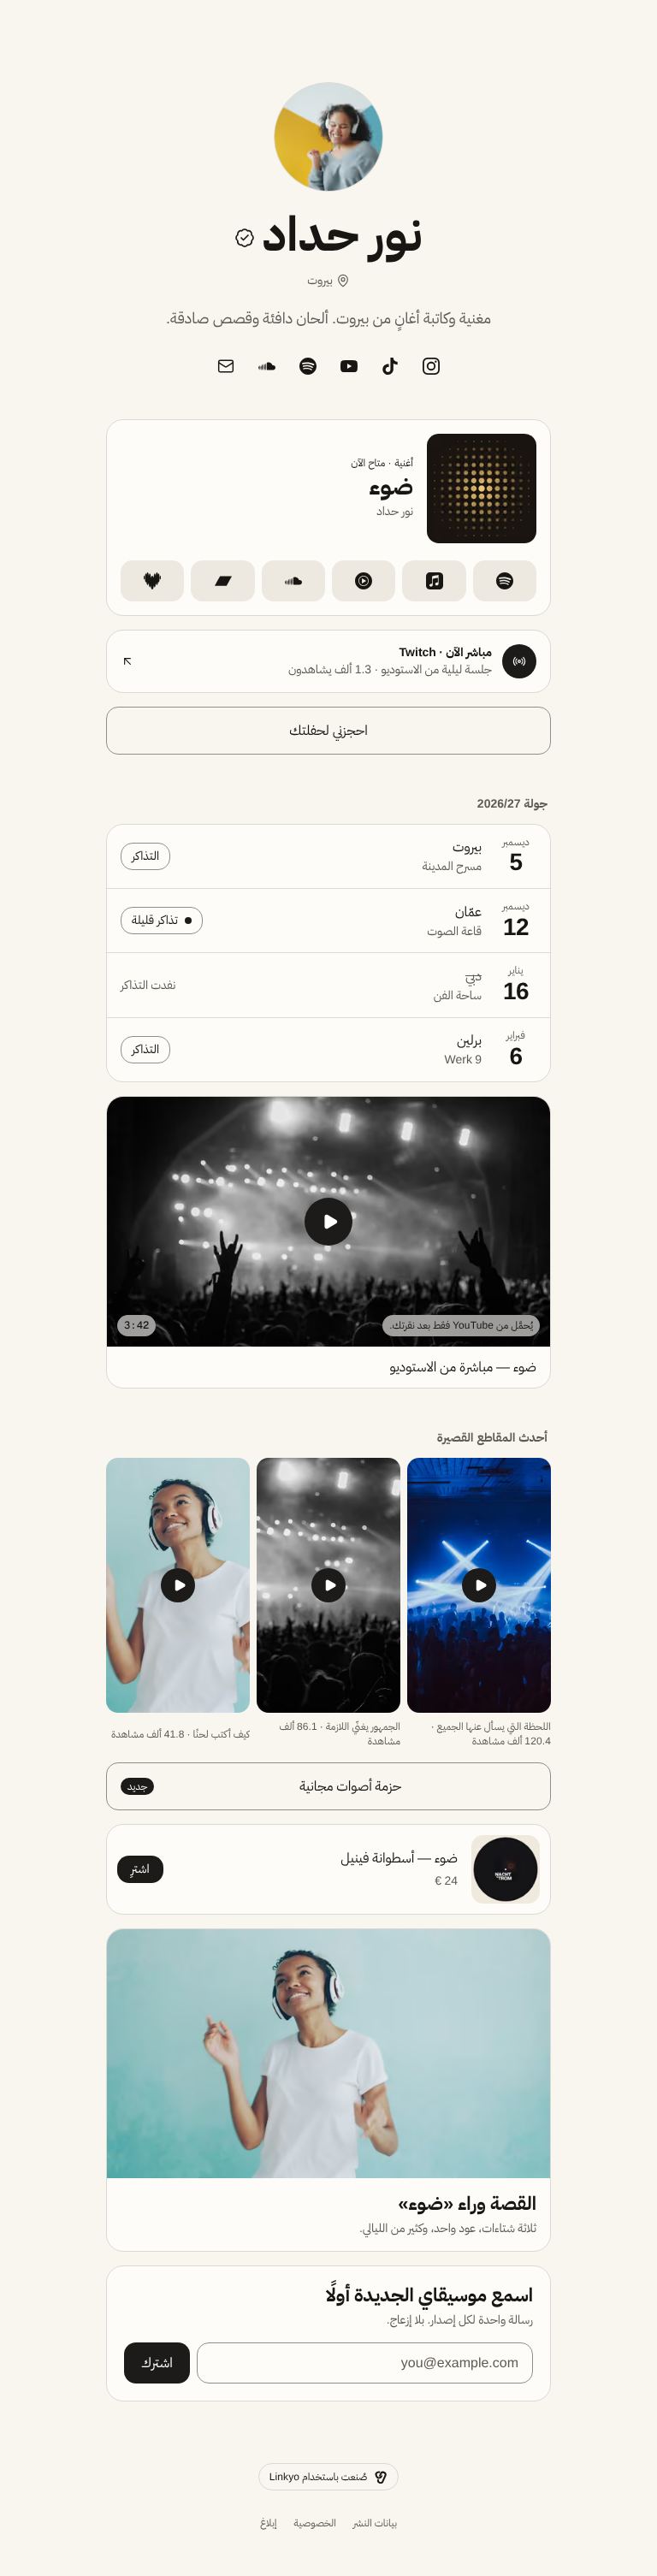 نور حداد
بيروت
مغنية وكاتبة أغانٍ من بيروت. ألحان دافئة وقصص صادقة.
أغنية · متاح الآن
ضوء
نور حداد
مباشر الآن · Twitch
جلسة ليلية من الاستوديو · 1.3 ألف يشاهدون
احجزني لحفلتك
جولة 2026/27
ديسمبر
5
بيروت
مسرح المدينة
التذاكر
ديسمبر
12
عمّان
قاعة الصوت
تذاكر قليلة
يناير
16
دبي
ساحة الفن
نفدت التذاكر
فبراير
6
برلين
Werk 9
التذاكر
يُحمَّل من YouTube فقط بعد نقرتك.
3:42
ضوء — مباشرة من الاستوديو
أحدث المقاطع القصيرة
اللحظة التي يسأل عنها الجميع ·
120.4 ألف مشاهدة
الجمهور يغنّي اللازمة · 86.1 ألف
مشاهدة
كيف أكتب لحنًا · 41.8 ألف مشاهدة
حزمة أصوات مجانية
جديد
NACHT
STROM
ضوء — أسطوانة فينيل
24 €
اشترِ
القصة وراء «ضوء»
ثلاثة شتاءات، عود واحد، وكثير من الليالي.
اسمع موسيقاي الجديدة أولًا
رسالة واحدة لكل إصدار. بلا إزعاج.
you@example.com
اشترك
صُنعت باستخدام Linkyo
بيانات النشر
الخصوصية
إبلاغ